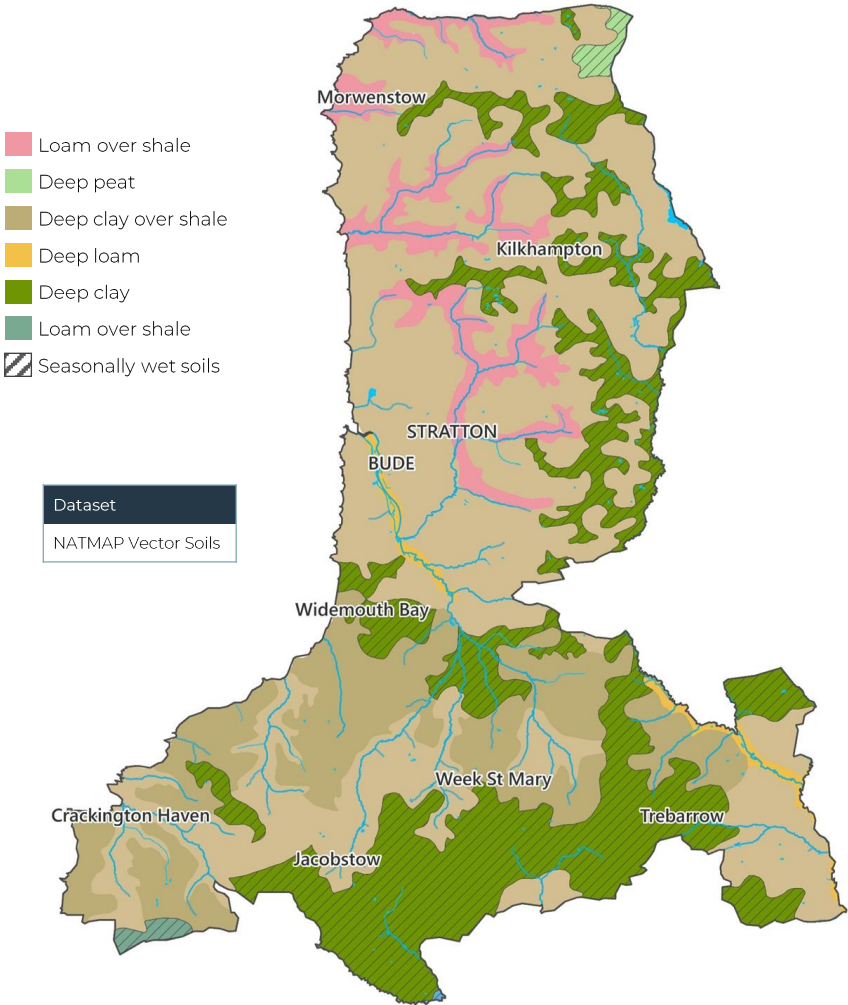 Morwenstow
Loam over shale
Deep peat
Deep clay over shale
Deep loam
Deep clay
Loam over shale
Seasonally wet soils
Kilkhampton
STRATTON
BUDE
Dataset
NATMAP Vector Soils
Widemouth Bay
Week St Mary
Crackington Haven
Trebarrow
Jacobstow